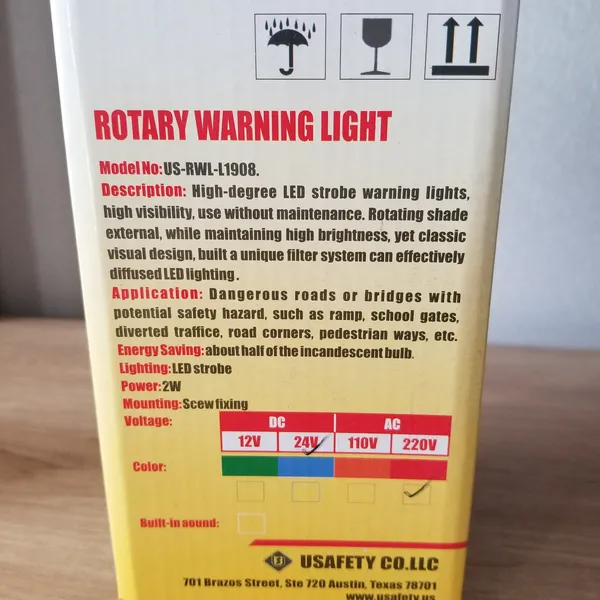 ROTARY WARNING LIGHT
Model No: US-RWL-L1908.
Description: High-degree LED strobe warning lights,
high visibility, use without maintenance. Rotating shade
external, while maintaining high brightness, yet classic
visual design, built a unique filter system can effectively
diffused LED lighting.
Application: Dangerous roads or bridges with
potential safety hazard, such as ramp, school gates,
diverted traffice, road corners, pedestrian ways, etc.
Energy Saving: about half of the incandescent bulb.
Lighting: LED strobe
Power: 2W
Mounting: Scew fixing
Voltage: DC AC
12V 24V 110V 220V
Color:
Built-in aound:
USAFETY CO.LLC
701 Brazos Street, Ste 720 Austin, Texas 78701
www.usafety.us